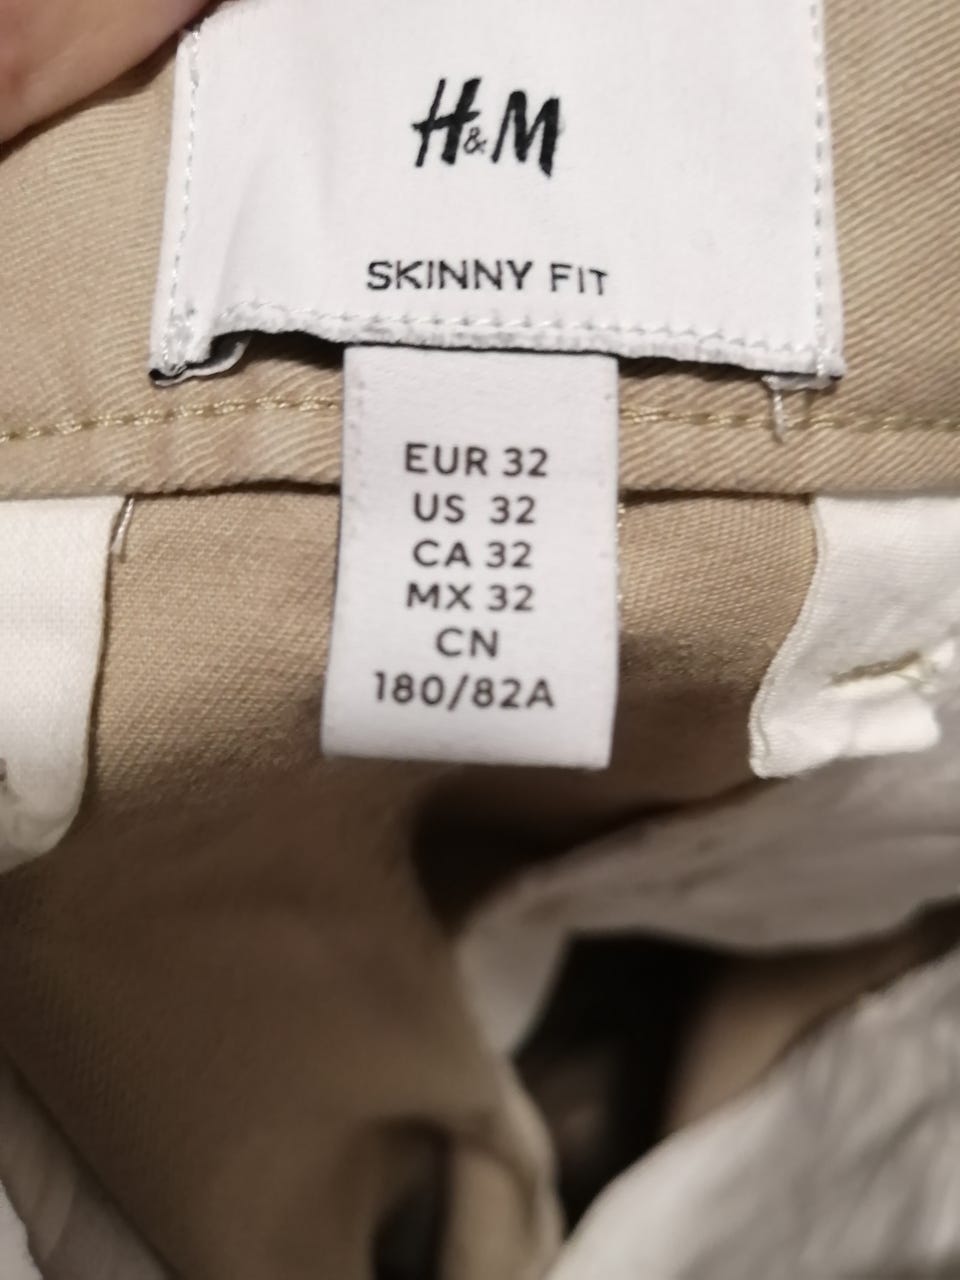 H&M
SKINNY FIT
EUR 32
US 32
CA 32
MX 32
CN
180/82A